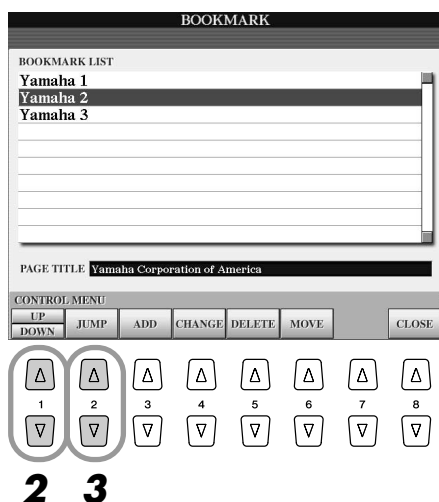 BOOKMARK
BOOKMARK LIST
Yamaha 1
Yamaha 2
Yamaha 3
PAGE TITLE Yamaha Corporation of America
CONTROL MENU
UP DOWN JUMP ADD CHANGE DELETE MOVE CLOSE
1 2 3 4 5 6 7 8
2 3